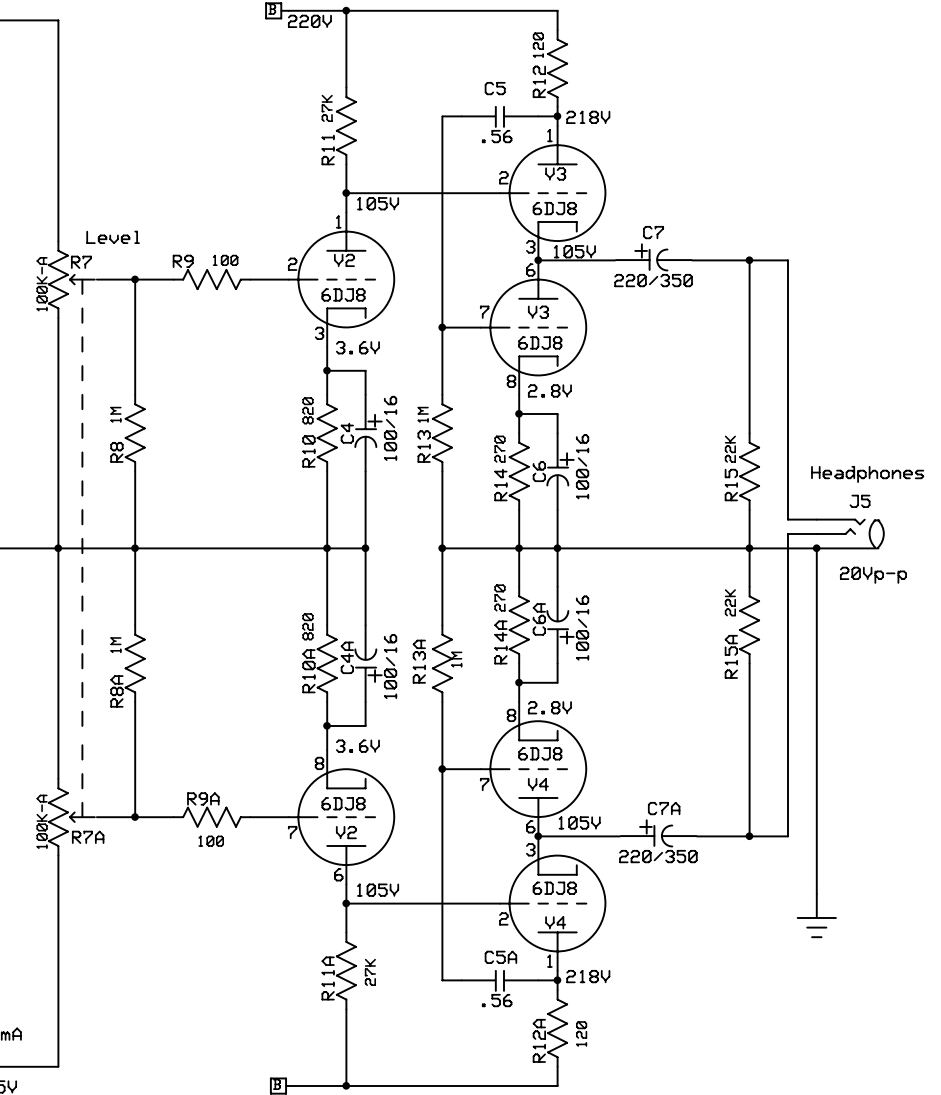 B
220V
R12 120
C5
.56
218V
R11 27K
1
2
V3
6DJ8
105V
3
105V
C7
+
220/350
Level
R7
100K-A
R9 100
1
2
V2
6DJ8
3
3.6V
6
V3
7
6DJ8
8
2.8V
R8 1M
R10 820
C4
+
100/16
R13 1M
R14 270
C6
+
100/16
R15 22K
Headphones
J5
20Vp-p
R8A 1M
R10A 820
C4A
+
100/16
R13A
1M
R14A 270
C6A
+
100/16
R15A 22K
3.6V
8
6DJ8
V2
7
6
105V
8
2.8V
6DJ8
V4
7
6
105V
C7A
+
220/350
100K-A
R7A
R9A
100
3
6DJ8
V4
2
1
R11A
27K
C5A
.56
218V
R12A
120
B
mA
5V